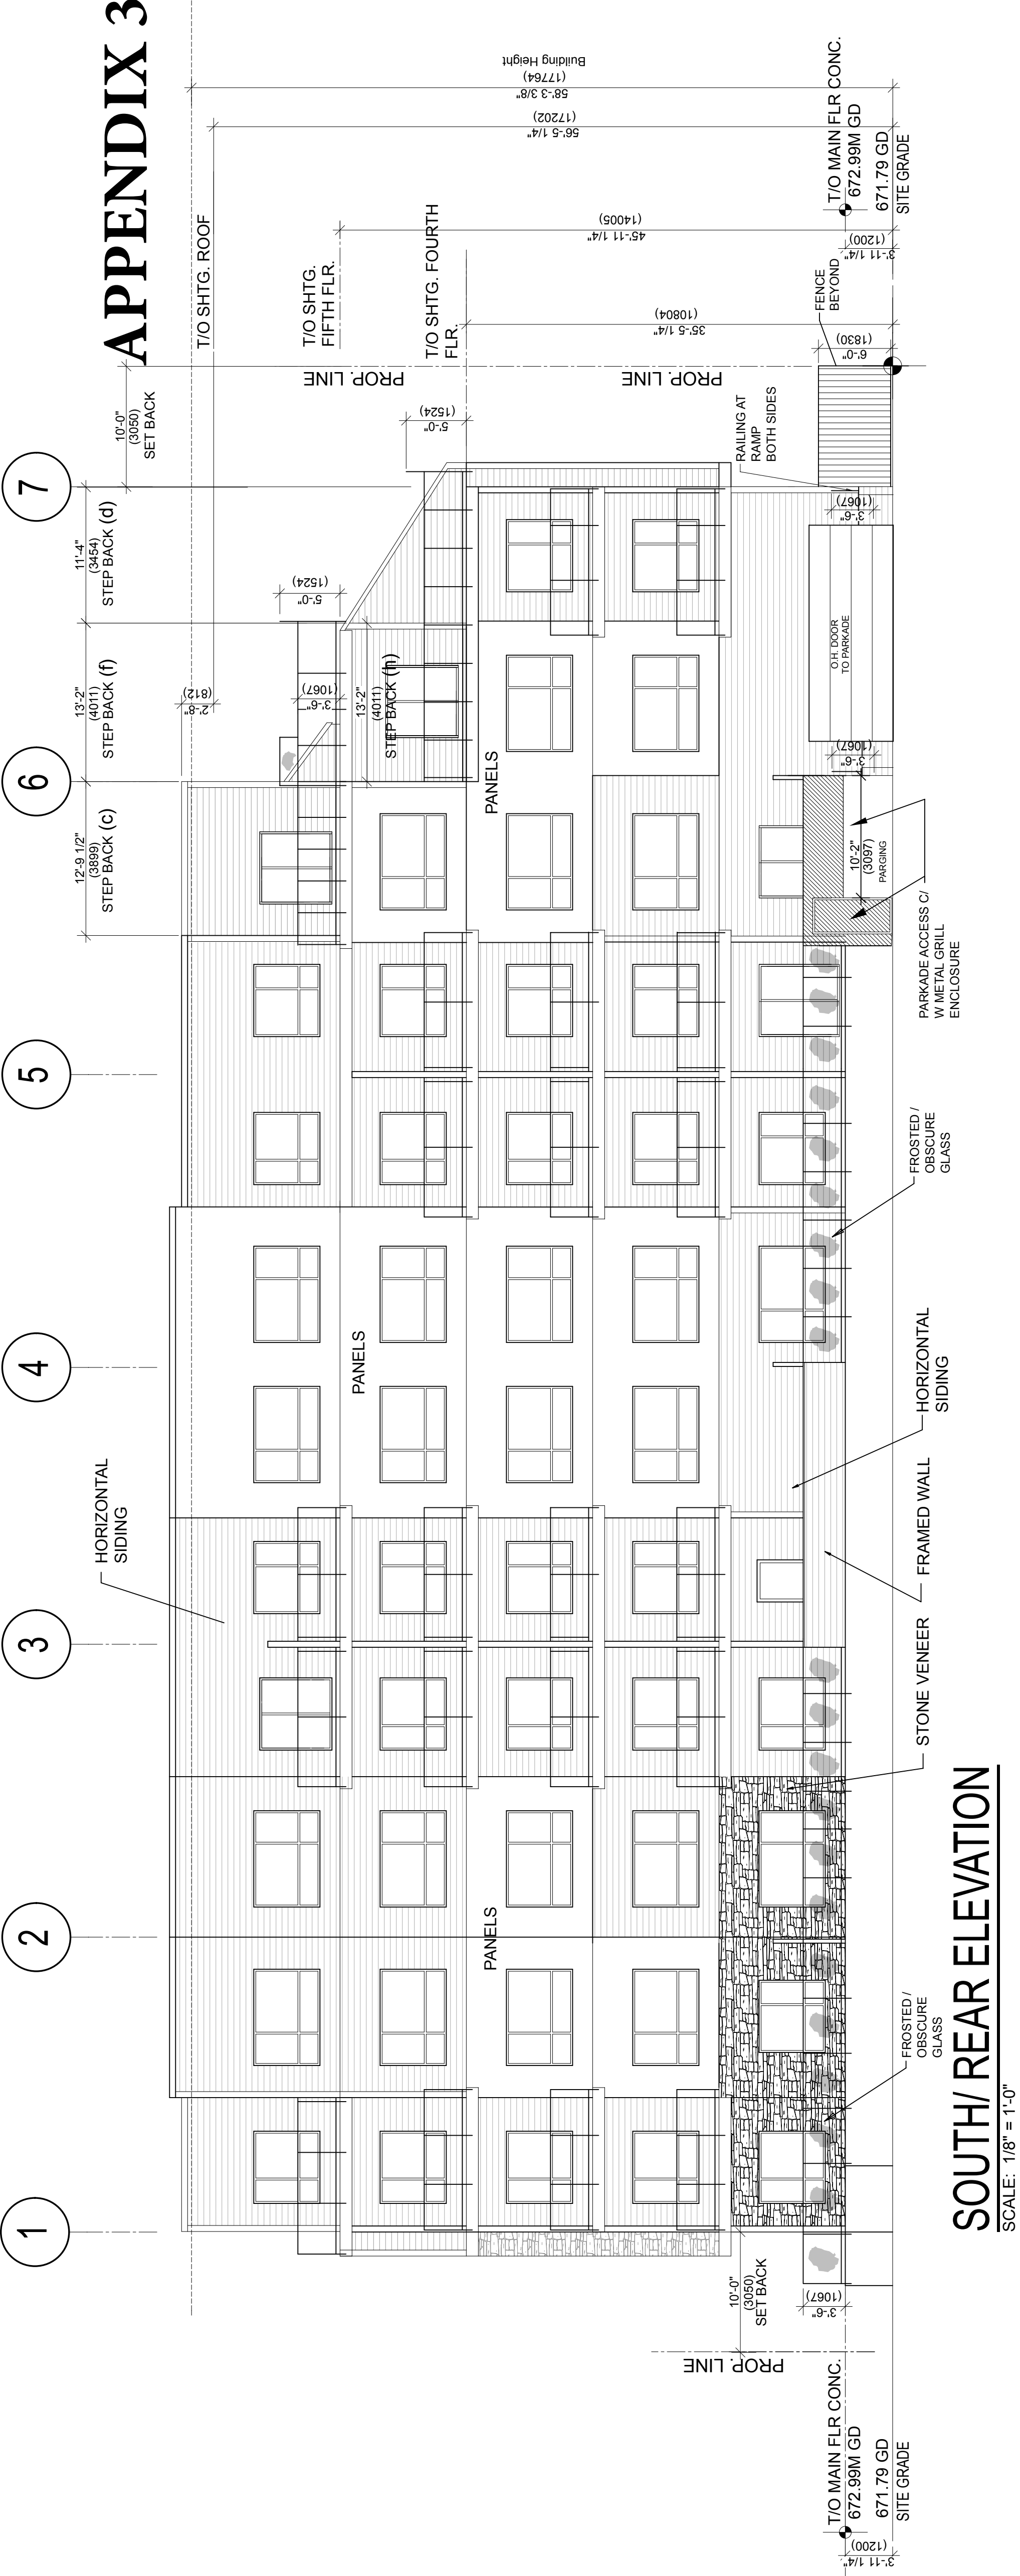 APPENDIX 3
1
2
3
4
5
6
7
12'-9 1/2"
(3899)
STEP BACK (c)
13'-2"
(4011)
STEP BACK (f)
11'-4"
(3454)
STEP BACK (d)
10'-0"
(3050)
SET BACK
HORIZONTAL
SIDING
T/O SHTG. ROOF
T/O SHTG.
FIFTH FLR.
T/O SHTG. FOURTH
FLR.
2'-8"
(812)
5'-0"
(1524)
3'-6"
(1067)
13'-2"
(4011)
STEP BACK (h)
5'-0"
(1524)
PROP. LINE
PROP. LINE
58'-3 3/8"
(17764)
Building Height
56'-5 1/4"
(17202)
45'-11 1/4"
(14005)
35'-5 1/4"
(10804)
PANELS
PANELS
PANELS
RAILING AT
RAMP
BOTH SIDES
FENCE
BEYOND
6'-0"
(1830)
3'-6"
(1067)
O.H. DOOR
TO PARKADE
3'-6"
(1067)
10'-2"
(3097)
PARGING
T/O MAIN FLR CONC.
672.99M GD
671.79 GD
SITE GRADE
3'-11 1/4"
(1200)
PARKADE ACCESS C/
W METAL GRILL
ENCLOSURE
FROSTED /
OBSCURE
GLASS
HORIZONTAL
SIDING
FRAMED WALL
STONE VENEER
FROSTED /
OBSCURE
GLASS
10'-0"
(3050)
SET BACK
3'-6"
(1067)
PROP. LINE
T/O MAIN FLR CONC.
672.99M GD
671.79 GD
SITE GRADE
3'-11 1/4"
(1200)
SOUTH/ REAR ELEVATION
SCALE: 1/8" = 1'-0"